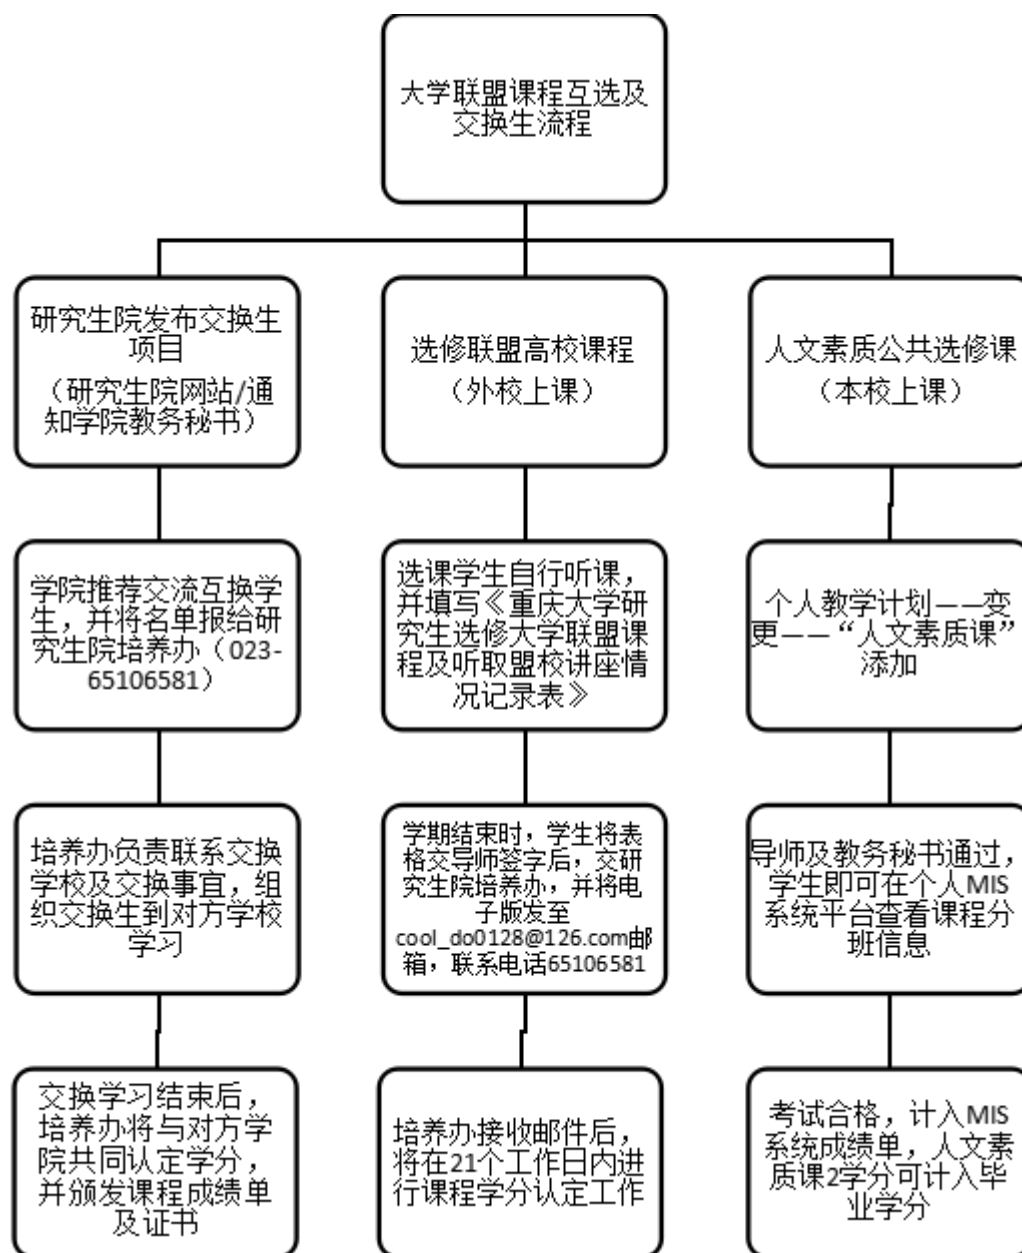 大学联盟课程互选及
交换生流程
研究生院发布交换生
项目
（研究生院网站/通
知学院教务秘书）
学院推荐交流互换学
生，并将名单报给研
究生院培养办（023-
65106581）
培养办负责联系交换
学校及交换事宜，组
织交换生到对方学校
学习
交换学习结束后，
培养办将与对方学
院共同认定学分，
并颁发课程成绩单
及证书
选修联盟高校课程
（外校上课）
选课学生自行听课，
并填写《重庆大学研
究生选修大学联盟课
程及听取盟校讲座情
况记录表》
学期结束时，学生将表
格交导师签字后，交研
究生院培养办，并将电
子版发至
cool_do0128@126.com邮
箱，联系电话65106581
培养办接收邮件后，
将在21个工作日内进
行课程学分认定工作
人文素质公共选修课
（本校上课）
个人教学计划——变
更——“人文素质课”
添加
导师及教务秘书通过，
学生即可在个人MIS
系统平台查看课程分
班信息
考试合格，计入MIS
系统成绩单，人文素
质课2学分可计入毕
业学分